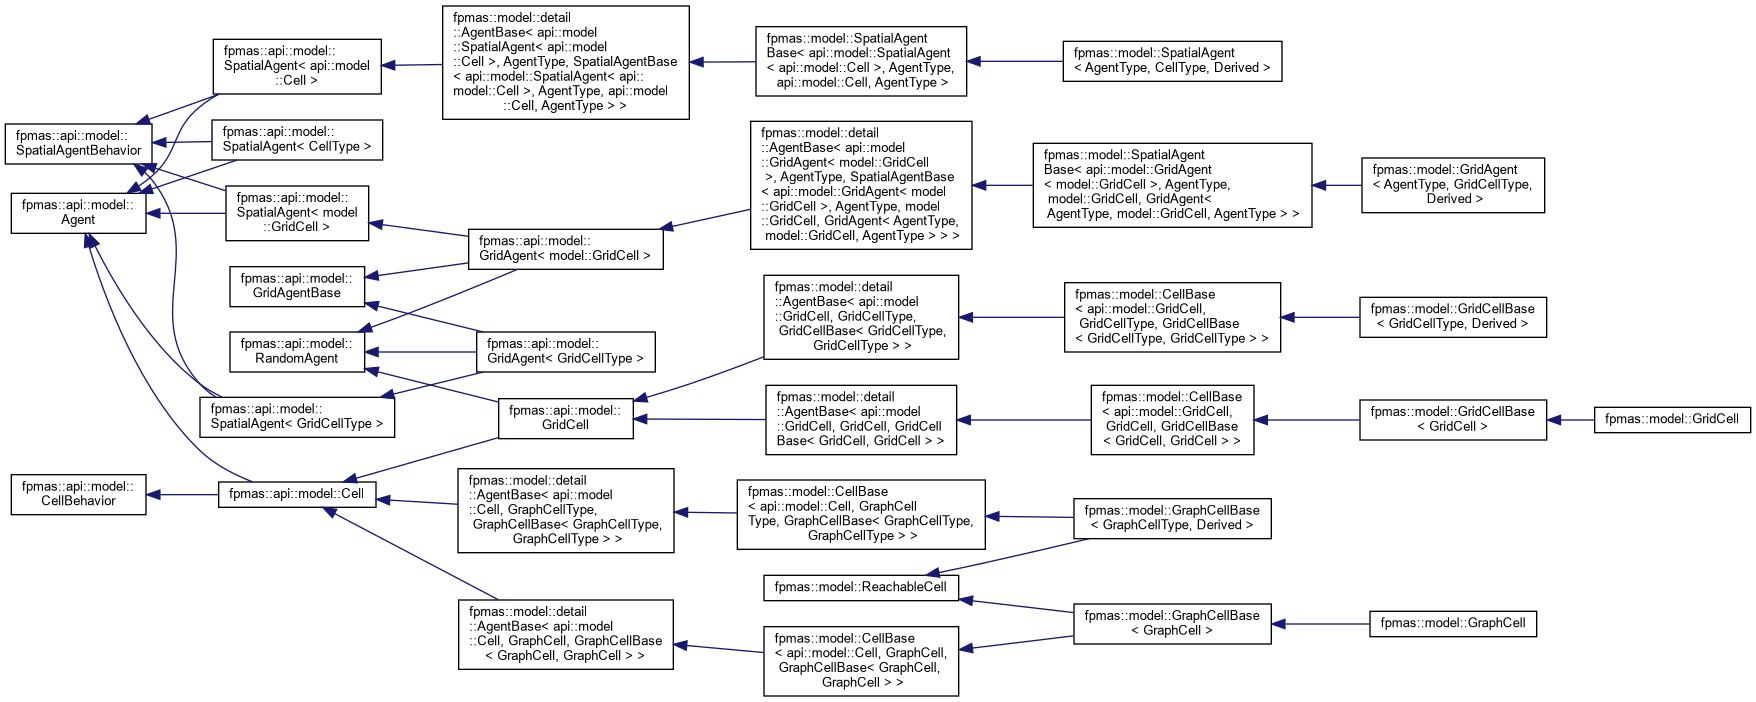 fpmas::api::model::
SpatialAgentBehavior
fpmas::api::model::
Agent
fpmas::api::model::
CellBehavior
fpmas::api::model::
SpatialAgent< api::model
::Cell >
fpmas::api::model::
SpatialAgent< CellType >
fpmas::api::model::
SpatialAgent< model
::GridCell >
fpmas::api::model::
GridAgentBase
fpmas::api::model::
RandomAgent
fpmas::api::model::
SpatialAgent< GridCellType >
fpmas::api::model::Cell
fpmas::model::detail
::AgentBase< api::model
::SpatialAgent< api::model
::Cell >, AgentType, SpatialAgentBase
< api::model::SpatialAgent< api::
model::Cell >, AgentType, api::model
::Cell, AgentType > >
fpmas::api::model::
GridAgent< model::GridCell >
fpmas::api::model::
GridAgent< GridCellType >
fpmas::api::model::
GridCell
fpmas::model::detail
::AgentBase< api::model
::Cell, GraphCellType,
GraphCellBase< GraphCellType,
GraphCellType > >
fpmas::model::detail
::AgentBase< api::model
::Cell, GraphCell, GraphCellBase
< GraphCell, GraphCell > >
fpmas::model::SpatialAgent
Base< api::model::SpatialAgent
< api::model::Cell >, AgentType,
api::model::Cell, AgentType >
fpmas::model::detail
::AgentBase< api::model
::GridAgent< model::GridCell
>, AgentType, SpatialAgentBase
< api::model::GridAgent< model
::GridCell >, AgentType, model
::GridCell, GridAgent< AgentType,
model::GridCell, AgentType > > >
fpmas::model::detail
::AgentBase< api::model
::GridCell, GridCellType,
GridCellBase< GridCellType,
GridCellType > >
fpmas::model::detail
::AgentBase< api::model
::GridCell, GridCell, GridCell
Base< GridCell, GridCell > >
fpmas::model::CellBase
< api::model::Cell, GraphCell
Type, GraphCellBase< GraphCellType,
GraphCellType > >
fpmas::model::ReachableCell
fpmas::model::CellBase
< api::model::Cell, GraphCell,
GraphCellBase< GraphCell,
GraphCell > >
fpmas::model::SpatialAgent
< AgentType, CellType, Derived >
fpmas::model::SpatialAgent
Base< api::model::GridAgent
< model::GridCell >, AgentType,
model::GridCell, GridAgent<
AgentType, model::GridCell, AgentType > >
fpmas::model::CellBase
< api::model::GridCell,
GridCellType, GridCellBase
< GridCellType, GridCellType > >
fpmas::model::CellBase
< api::model::GridCell,
GridCell, GridCellBase
< GridCell, GridCell > >
fpmas::model::GraphCellBase
< GraphCellType, Derived >
fpmas::model::GraphCellBase
< GraphCell >
fpmas::model::GridAgent
< AgentType, GridCellType,
Derived >
fpmas::model::GridCellBase
< GridCellType, Derived >
fpmas::model::GridCellBase
< GridCell >
fpmas::model::GraphCell
fpmas::model::GridCell